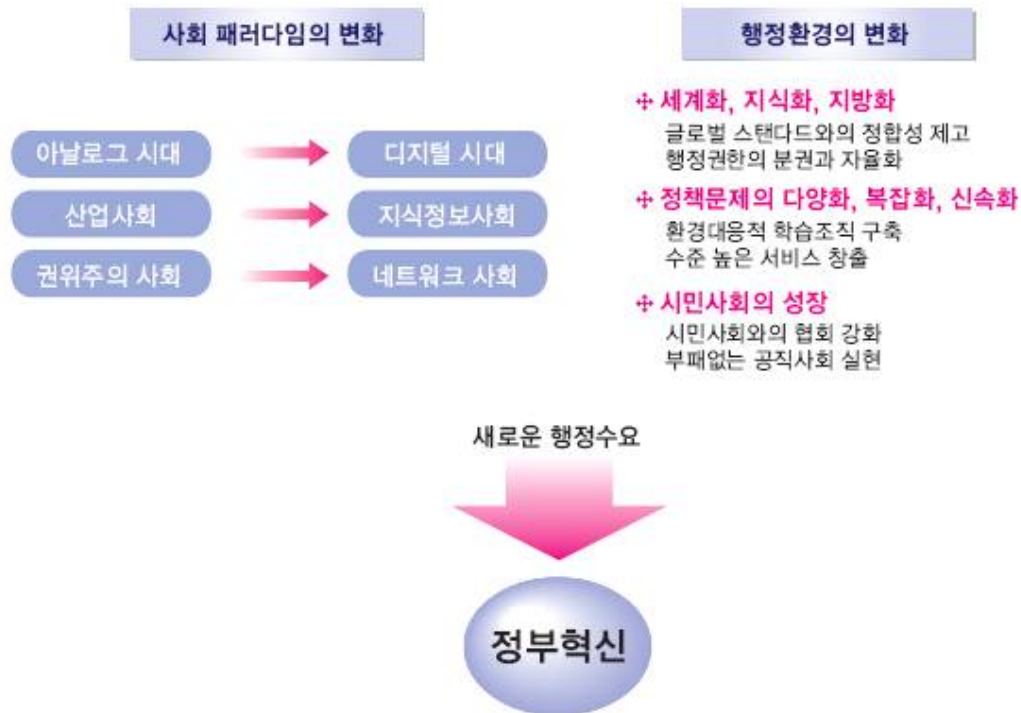 사회 패러다임의 변화
아날로그 시대
디지털 시대
산업사회
지식정보사회
권위주의 사회
네트워크 사회
행정환경의 변화
세계화, 지식화, 지방화
글로벌 스탠다드와의 정합성 제고
행정권한의 분권과 자율화
정책문제의 다양화, 복잡화, 신속화
환경대응적 학습조직 구축
수준 높은 서비스 창출
시민사회의 성장
시민사회와의 협회 강화
부패없는 공직사회 실현
새로운 행정수요
정부혁신